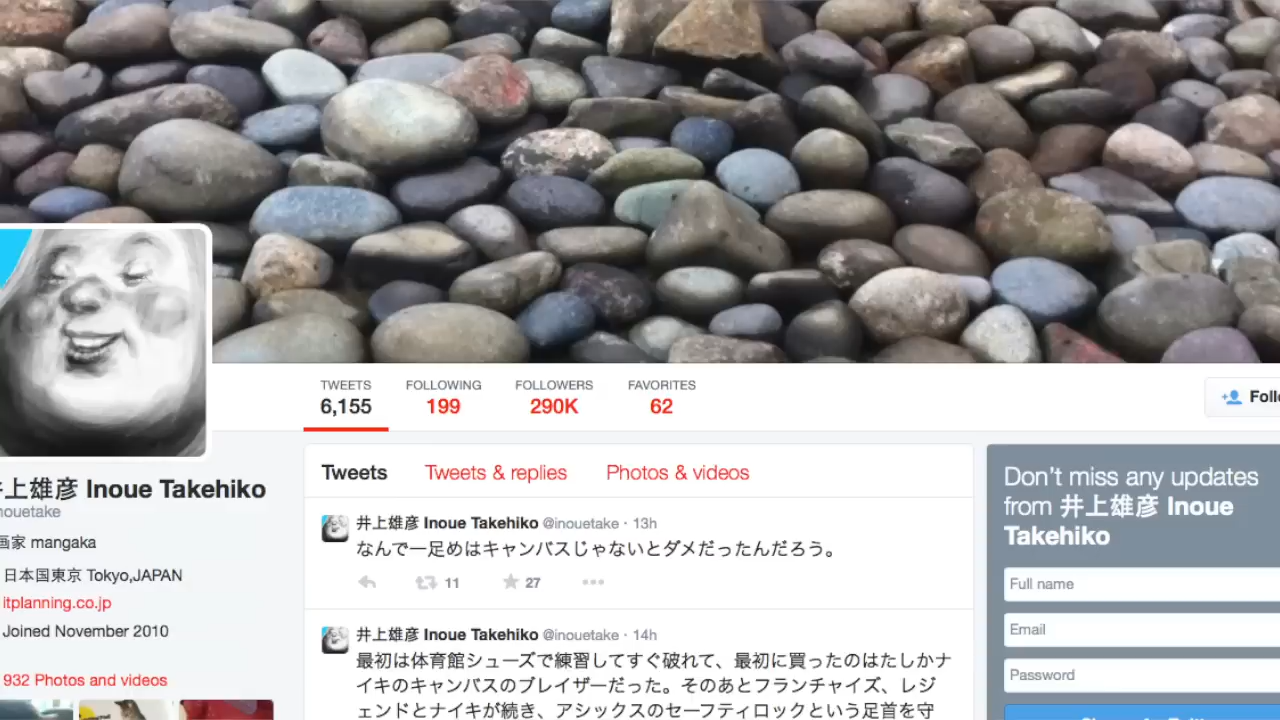 TWEETS FOLLOWING FOLLOWERS FAVORITES
6,155 199 290K 62
Tweets Tweets & replies Photos & videos
上雄彦 Inoue Takehiko
nouetake
画家 mangaka
日本国東京 Tokyo,JAPAN
itplanning.co.jp
Joined November 2010
932 Photos and videos
井上雄彦 Inoue Takehiko @inouetake · 13h
なんで一足めはキャンバスじゃないとダメだったんだろう。
11 27
井上雄彦 Inoue Takehiko @inouetake · 14h
最初は体育館シューズで練習してすぐ破れて、最初に買ったのはたしかナ
イキのキャンバスのブレイザーだった。そのあとフランチャイズ、レジ
ェンドとナイキが続き、アシックスのセーフティロックという足首を守
Don't miss any updates
from 井上雄彦 Inoue
Takehiko
Full name
Email
Password